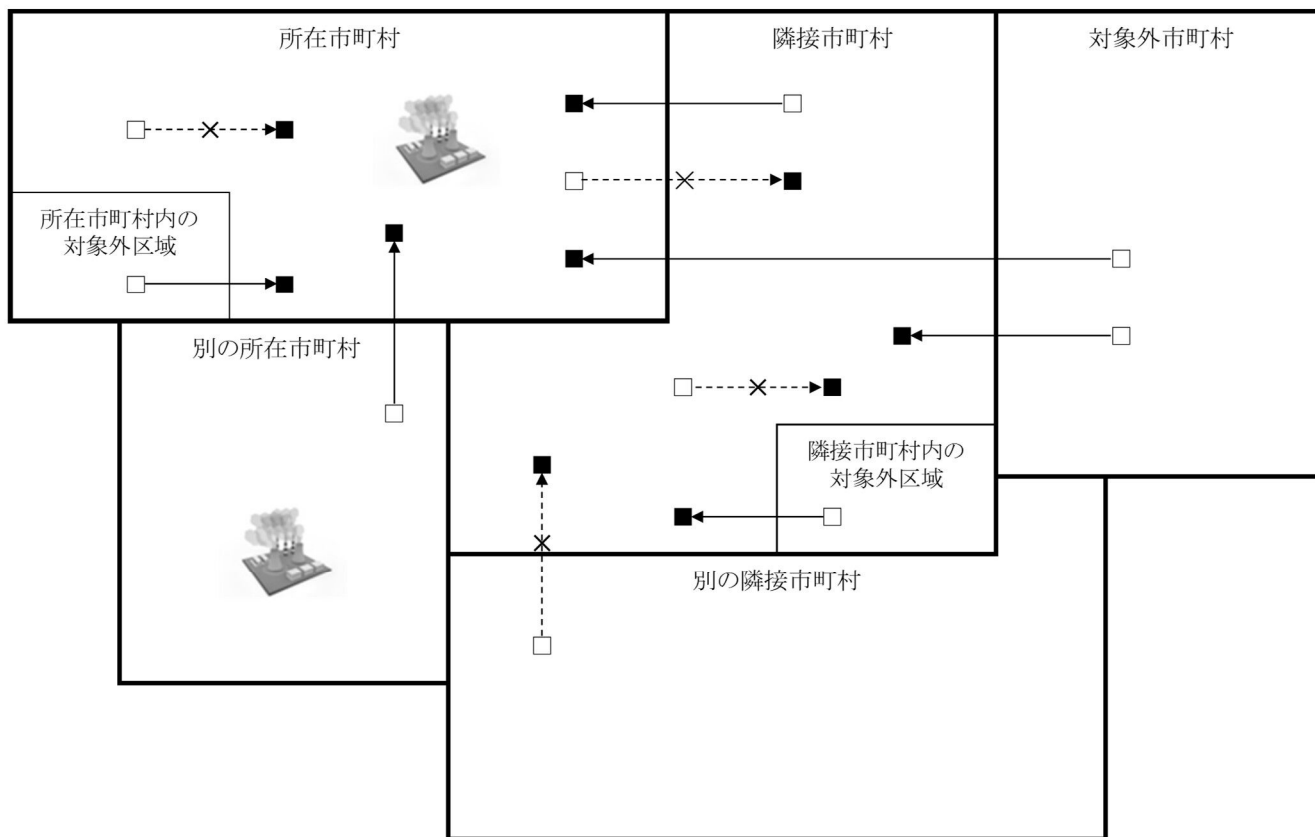 所在市町村
隣接市町村
対象外市町村
所在市町村内の
対象外区域
別の所在市町村
隣接市町村内の
対象外区域
別の隣接市町村